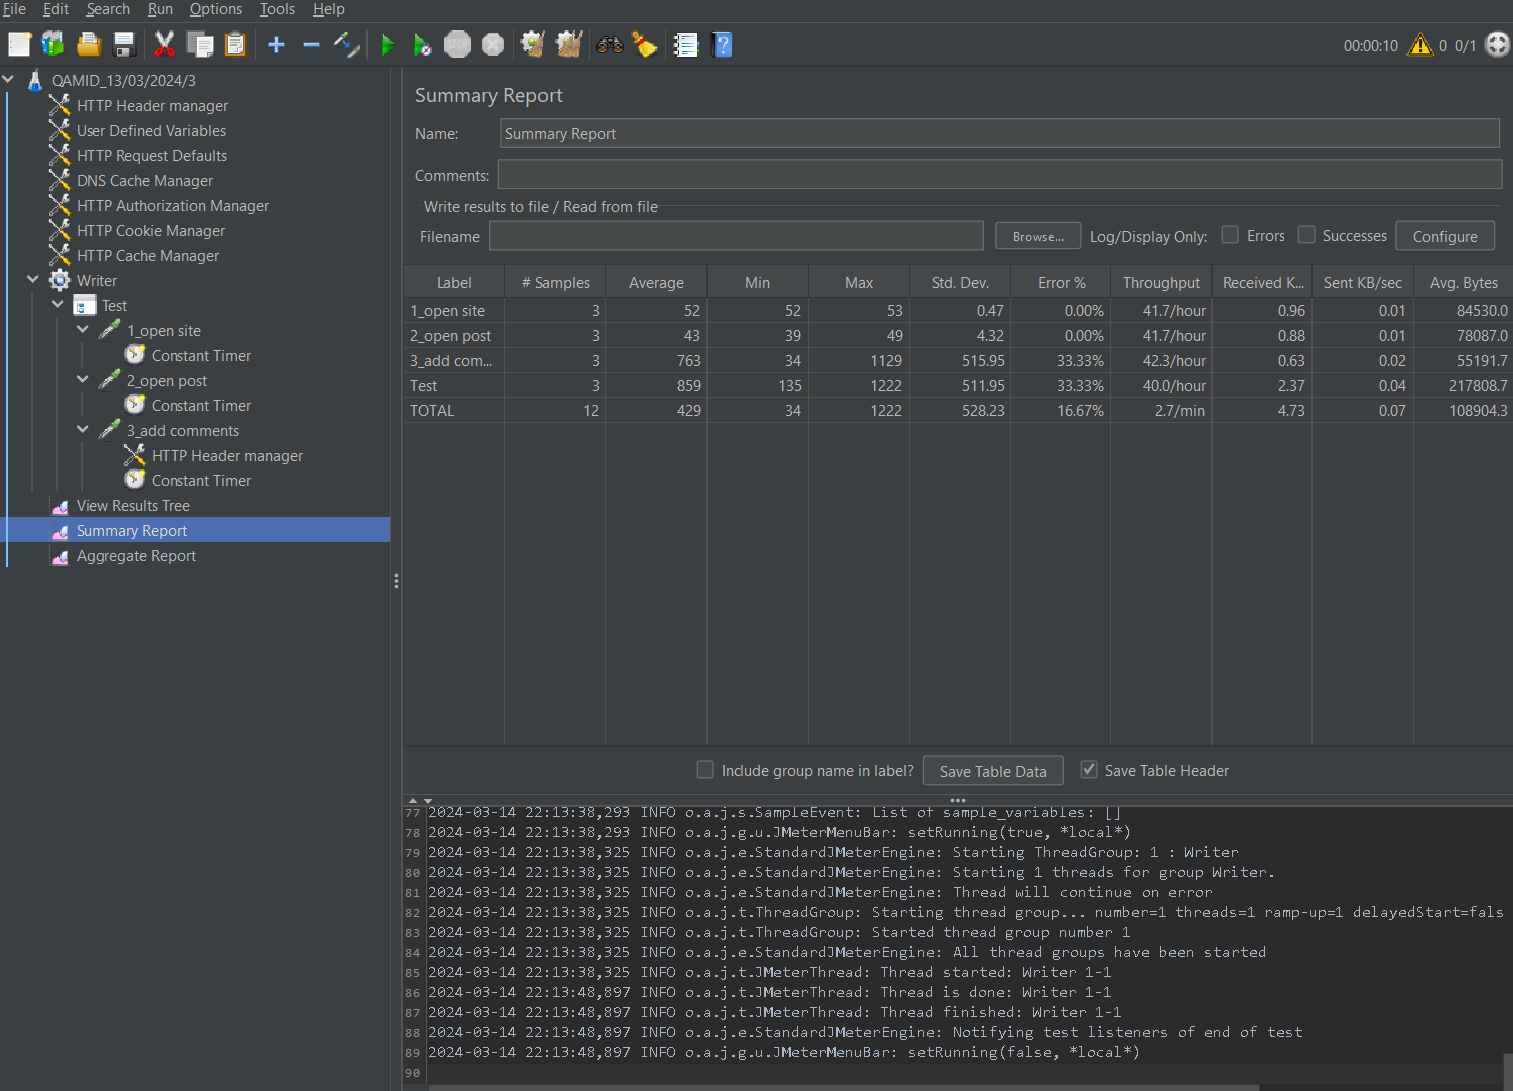 File Edit Search Run Options Tools Help
00:00:10 0 0/1
QAMID_13/03/2024/3
HTTP Header manager
User Defined Variables
HTTP Request Defaults
DNS Cache Manager
HTTP Authorization Manager
HTTP Cookie Manager
HTTP Cache Manager
Writer
Test
1_open site
Constant Timer
2_open post
Constant Timer
3_add comments
HTTP Header manager
Constant Timer
View Results Tree
Summary Report
Aggregate Report
Summary Report
Name: Summary Report
Comments:
Write results to file / Read from file
Filename Browse... Log/Display Only: Errors Successes Configure
Label # Samples Average Min Max Std. Dev. Error % Throughput Received K... Sent KB/sec Avg. Bytes
1_open site 3 52 52 53 0.47 0.00% 41.7/hour 0.96 0.01 84530.0
2_open post 3 43 39 49 4.32 0.00% 41.7/hour 0.88 0.01 78087.0
3_add com... 3 763 34 1129 515.95 33.33% 42.3/hour 0.63 0.02 55191.7
Test 3 859 135 1222 511.95 33.33% 40.0/hour 2.37 0.04 217808.7
TOTAL 12 429 34 1222 528.23 16.67% 2.7/min 4.73 0.07 108904.3
Include group name in label? Save Table Data Save Table Header
77 2024-03-14 22:13:38,293 INFO o.a.j.s.SampleEvent: List of sample_variables: []
78 2024-03-14 22:13:38,293 INFO o.a.j.g.u.JMeterMenuBar: setRunning(true, *local*)
79 2024-03-14 22:13:38,325 INFO o.a.j.e.StandardJMeterEngine: Starting ThreadGroup: 1 : Writer
80 2024-03-14 22:13:38,325 INFO o.a.j.e.StandardJMeterEngine: Starting 1 threads for group Writer.
81 2024-03-14 22:13:38,325 INFO o.a.j.e.StandardJMeterEngine: Thread will continue on error
82 2024-03-14 22:13:38,325 INFO o.a.j.t.ThreadGroup: Starting thread group... number=1 threads=1 ramp-up=1 delayedStart=fals
83 2024-03-14 22:13:38,325 INFO o.a.j.t.ThreadGroup: Started thread group number 1
84 2024-03-14 22:13:38,325 INFO o.a.j.e.StandardJMeterEngine: All thread groups have been started
85 2024-03-14 22:13:38,325 INFO o.a.j.t.JMeterThread: Thread started: Writer 1-1
86 2024-03-14 22:13:48,897 INFO o.a.j.t.JMeterThread: Thread is done: Writer 1-1
87 2024-03-14 22:13:48,897 INFO o.a.j.t.JMeterThread: Thread finished: Writer 1-1
88 2024-03-14 22:13:48,897 INFO o.a.j.e.StandardJMeterEngine: Notifying test listeners of end of test
89 2024-03-14 22:13:48,897 INFO o.a.j.g.u.JMeterMenuBar: setRunning(false, *local*)
90